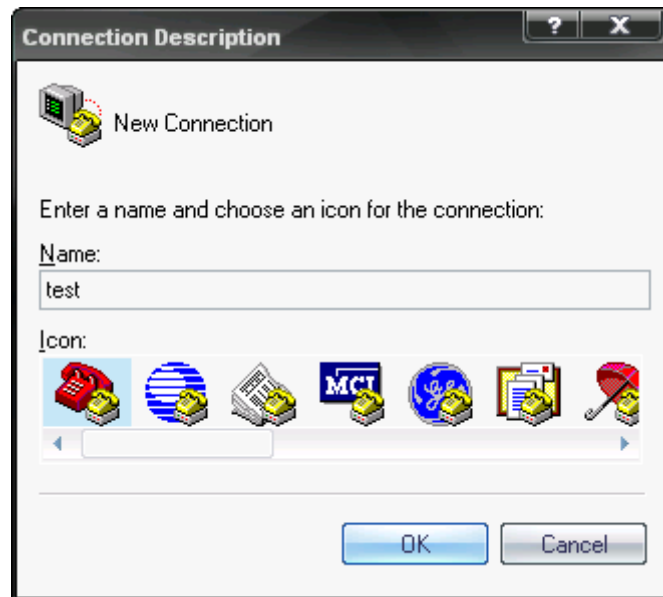 Connection Description
New Connection
Enter a name and choose an icon for the connection:
Name:
test
Icon:
MCI
OK Cancel